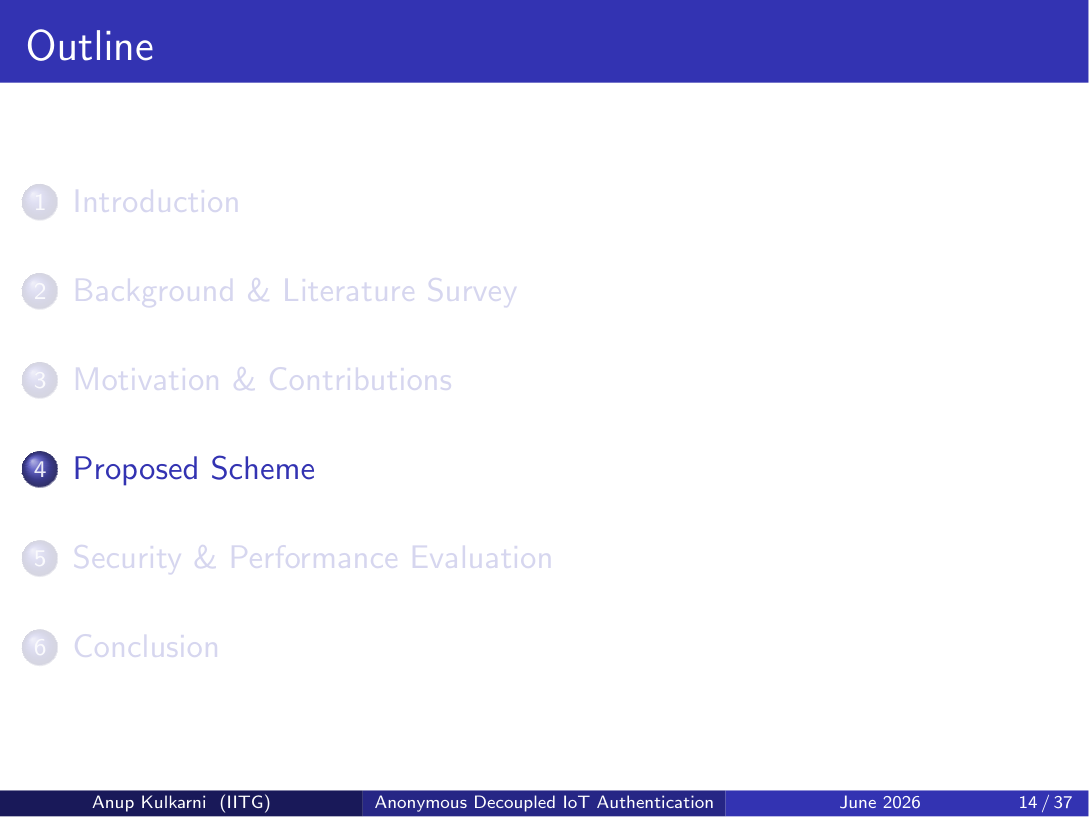 Outline
1 Introduction
2 Background & Literature Survey
3 Motivation & Contributions
4 Proposed Scheme
5 Security & Performance Evaluation
6 Conclusion
Anup Kulkarni (IITG) Anonymous Decoupled IoT Authentication June 2026 14 / 37